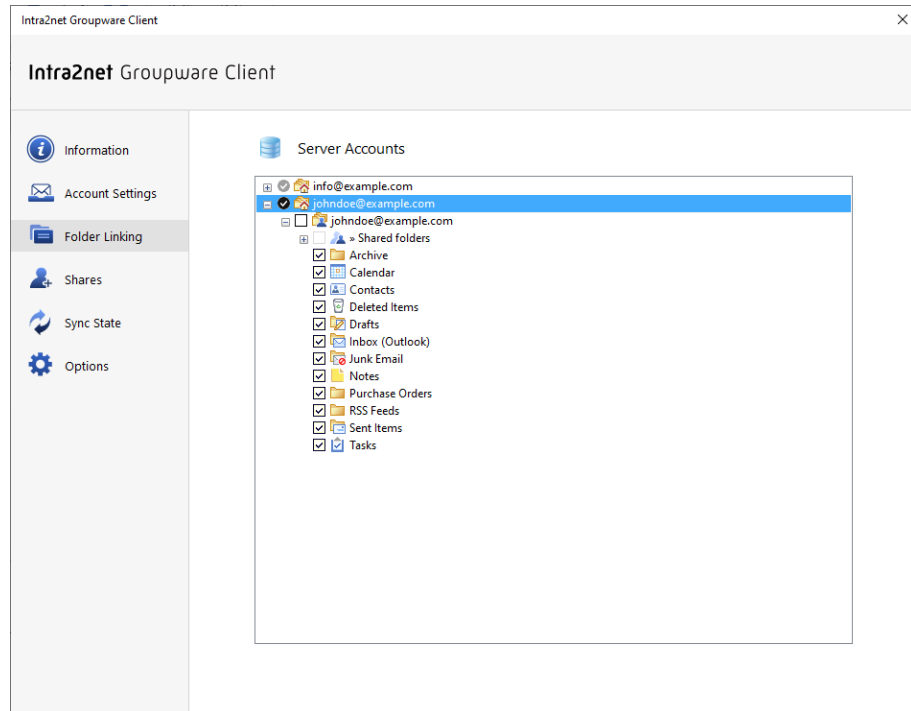 Intra2net Groupware Client
Intra2net Groupware Client
Information
Account Settings
Folder Linking
Shares
Sync State
Options
Server Accounts
info@example.com
johndoe@example.com
johndoe@example.com
» Shared folders
Archive
Calendar
Contacts
Deleted Items
Drafts
Inbox (Outlook)
Junk Email
Notes
Purchase Orders
RSS Feeds
Sent Items
Tasks